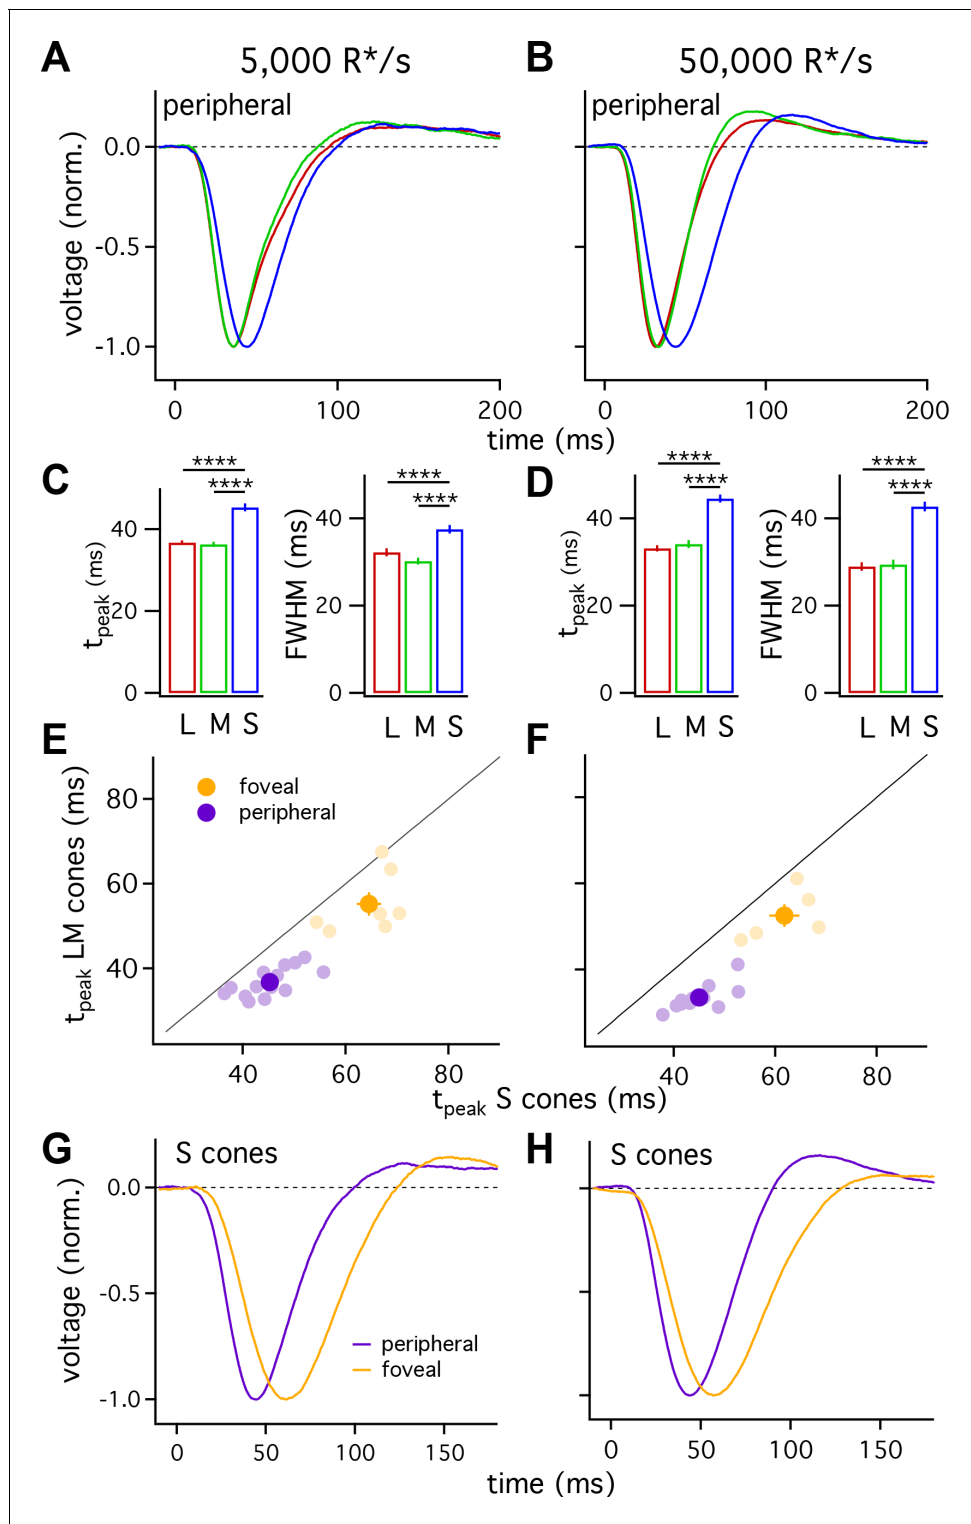 A
5,000 R*/s
B
50,000 R*/s
peripheral
peripheral
voltage (norm.)
0.0
-0.5
-1.0
0
100
200
0
100
200
time (ms)
C
****
****
t_peak (ms)
40
20
0
L M S
****
****
FWHM (ms)
40
20
0
L M S
D
****
****
t_peak (ms)
40
20
0
L M S
****
****
FWHM (ms)
40
20
0
L M S
E
F
foveal
peripheral
t_peak LM cones (ms)
80
60
40
40
60
80
40
60
80
t_peak S cones (ms)
G
S cones
H
S cones
voltage (norm.)
0.0
-0.5
-1.0
peripheral
foveal
0
50
100
150
0
50
100
150
time (ms)